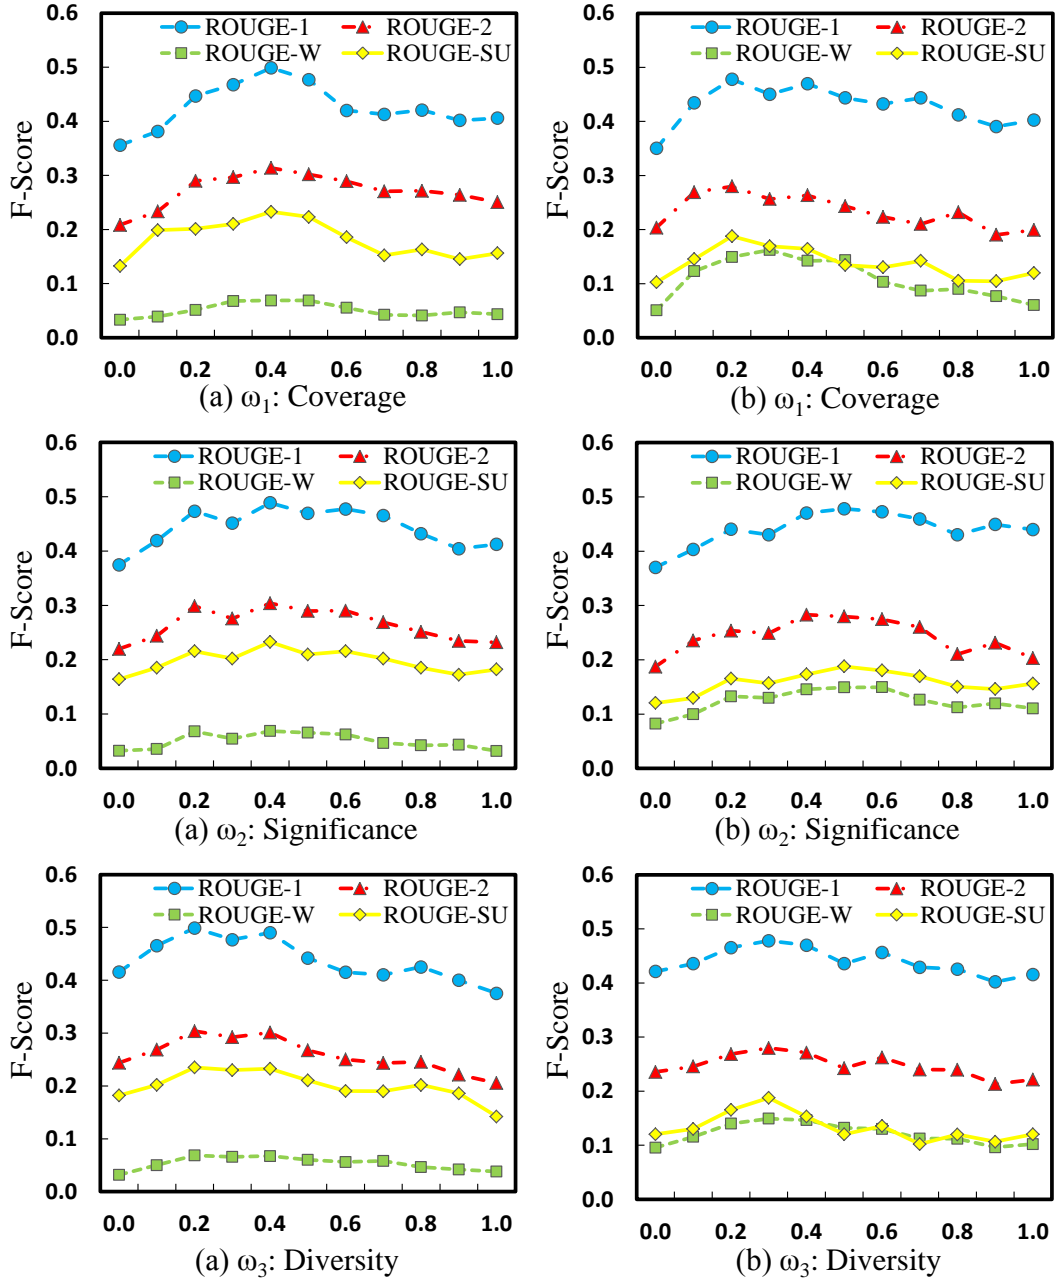 0.6 0.5 0.4 0.3 0.2 0.1 0.0
F-Score
ROUGE-1 ROUGE-2
ROUGE-W ROUGE-SU
0.0 0.2 0.4 0.6 0.8 1.0
(a) ω1: Coverage
0.6 0.5 0.4 0.3 0.2 0.1 0.0
F-Score
ROUGE-1 ROUGE-2
ROUGE-W ROUGE-SU
0.0 0.2 0.4 0.6 0.8 1.0
(b) ω1: Coverage
0.6 0.5 0.4 0.3 0.2 0.1 0.0
F-Score
ROUGE-1 ROUGE-2
ROUGE-W ROUGE-SU
0.0 0.2 0.4 0.6 0.8 1.0
(a) ω2: Significance
0.6 0.5 0.4 0.3 0.2 0.1 0.0
F-Score
ROUGE-1 ROUGE-2
ROUGE-W ROUGE-SU
0.0 0.2 0.4 0.6 0.8 1.0
(b) ω2: Significance
0.6 0.5 0.4 0.3 0.2 0.1 0.0
F-Score
ROUGE-1 ROUGE-2
ROUGE-W ROUGE-SU
0.0 0.2 0.4 0.6 0.8 1.0
(a) ω3: Diversity
0.6 0.5 0.4 0.3 0.2 0.1 0.0
F-Score
ROUGE-1 ROUGE-2
ROUGE-W ROUGE-SU
0.0 0.2 0.4 0.6 0.8 1.0
(b) ω3: Diversity